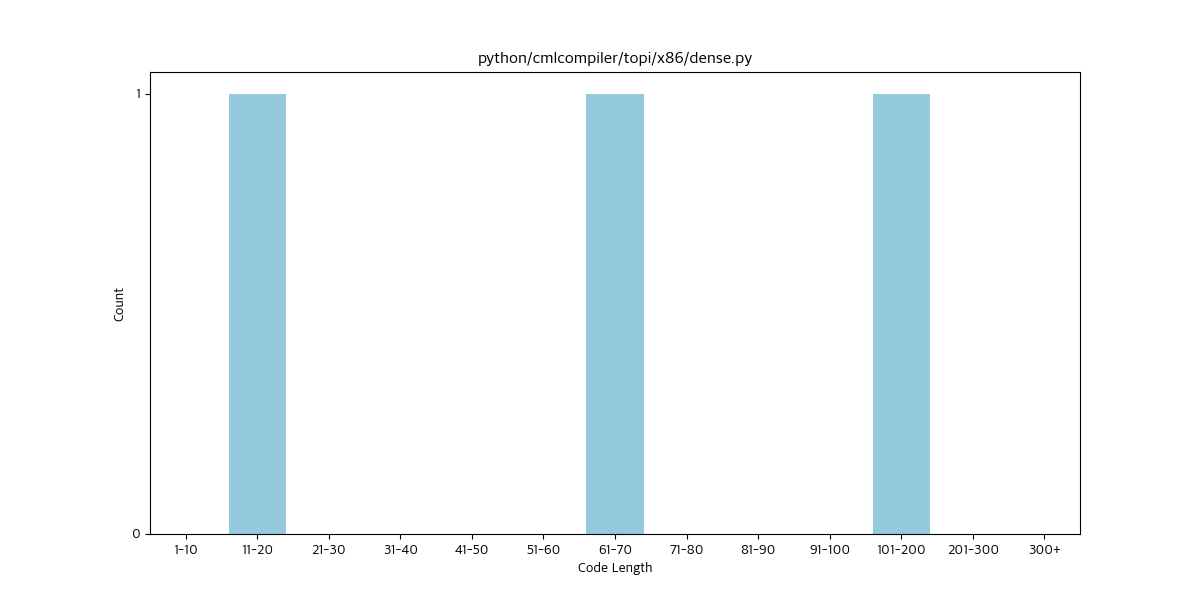 python/cmlcompiler/topi/x86/dense.py
1
Count
0
1-10 11-20 21-30 31-40 41-50 51-60 61-70 71-80 81-90 91-100 101-200 201-300 300+
Code Length